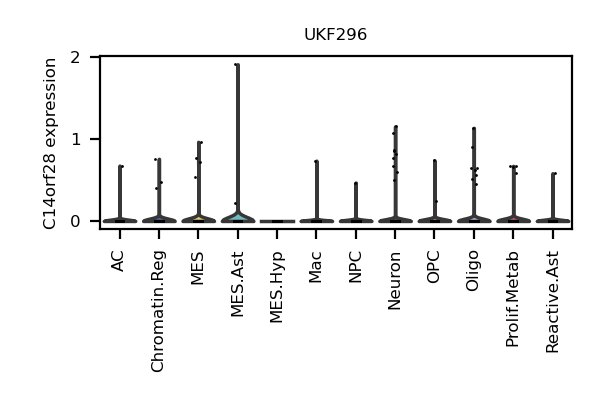 UKF296
C14orf28 expression
2
1
0
AC
Chromatin.Reg
MES
MES.Ast
MES.Hyp
Mac
NPC
Neuron
OPC
Oligo
Prolif.Metab
Reactive.Ast